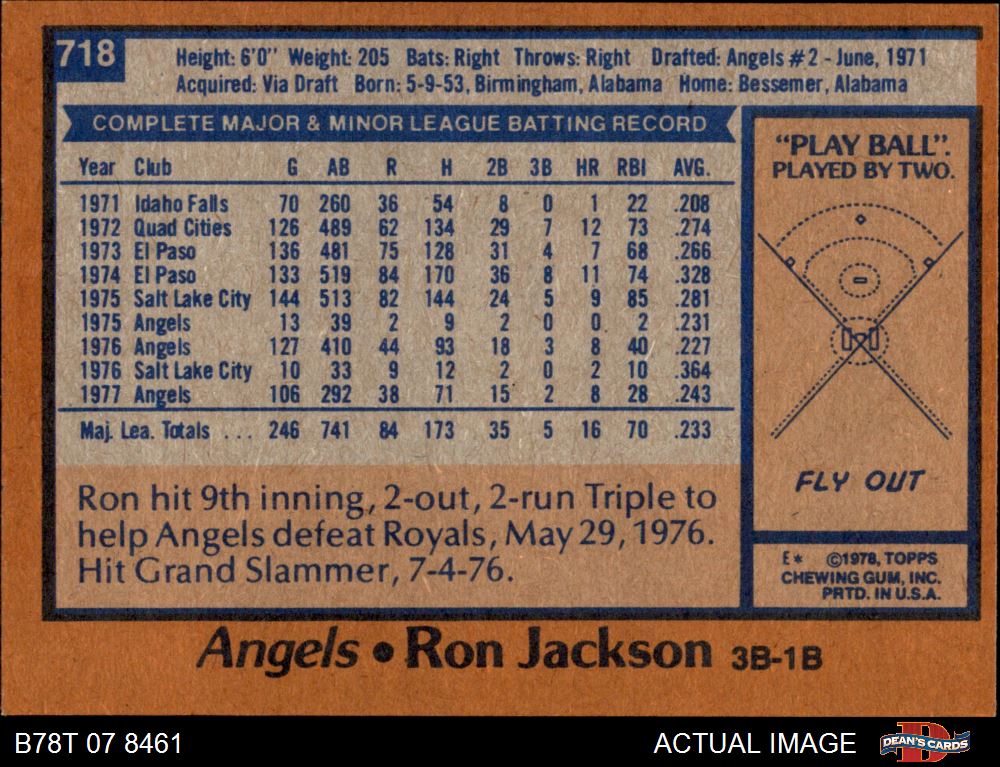 718
Height: 6'0" Weight: 205 Bats: Right Throws: Right Drafted: Angels #2 - June, 1971
Acquired: Via Draft Born: 5-9-53, Birmingham, Alabama Home: Bessemer, Alabama
COMPLETE MAJOR & MINOR LEAGUE BATTING RECORD
Year Club G AB R H 2B 3B HR RBI AVG.
1971 Idaho Falls 70 260 36 54 8 0 1 22 .208
1972 Quad Cities 126 489 62 134 29 7 12 73 .274
1973 El Paso 136 481 75 128 31 4 7 68 .266
1974 El Paso 133 519 84 170 36 8 11 74 .328
1975 Salt Lake City 144 513 82 144 24 5 9 85 .281
1975 Angels 13 39 2 9 2 0 0 2 .231
1976 Angels 127 410 44 93 18 3 8 40 .227
1976 Salt Lake City 10 33 9 12 2 0 2 10 .364
1977 Angels 106 292 38 71 15 2 8 28 .243
Maj. Lea. Totals ... 246 741 84 173 35 5 16 70 .233
Ron hit 9th inning, 2-out, 2-run Triple to
help Angels defeat Royals, May 29, 1976.
Hit Grand Slammer, 7-4-76.
"PLAY BALL".
PLAYED BY TWO.
FLY OUT
E* ©1978, TOPPS
CHEWING GUM, INC.
PRTD. IN U.S.A.
Angels • Ron Jackson 3B-1B
B78T 07 8461
ACTUAL IMAGE
DEAN'S CARDS